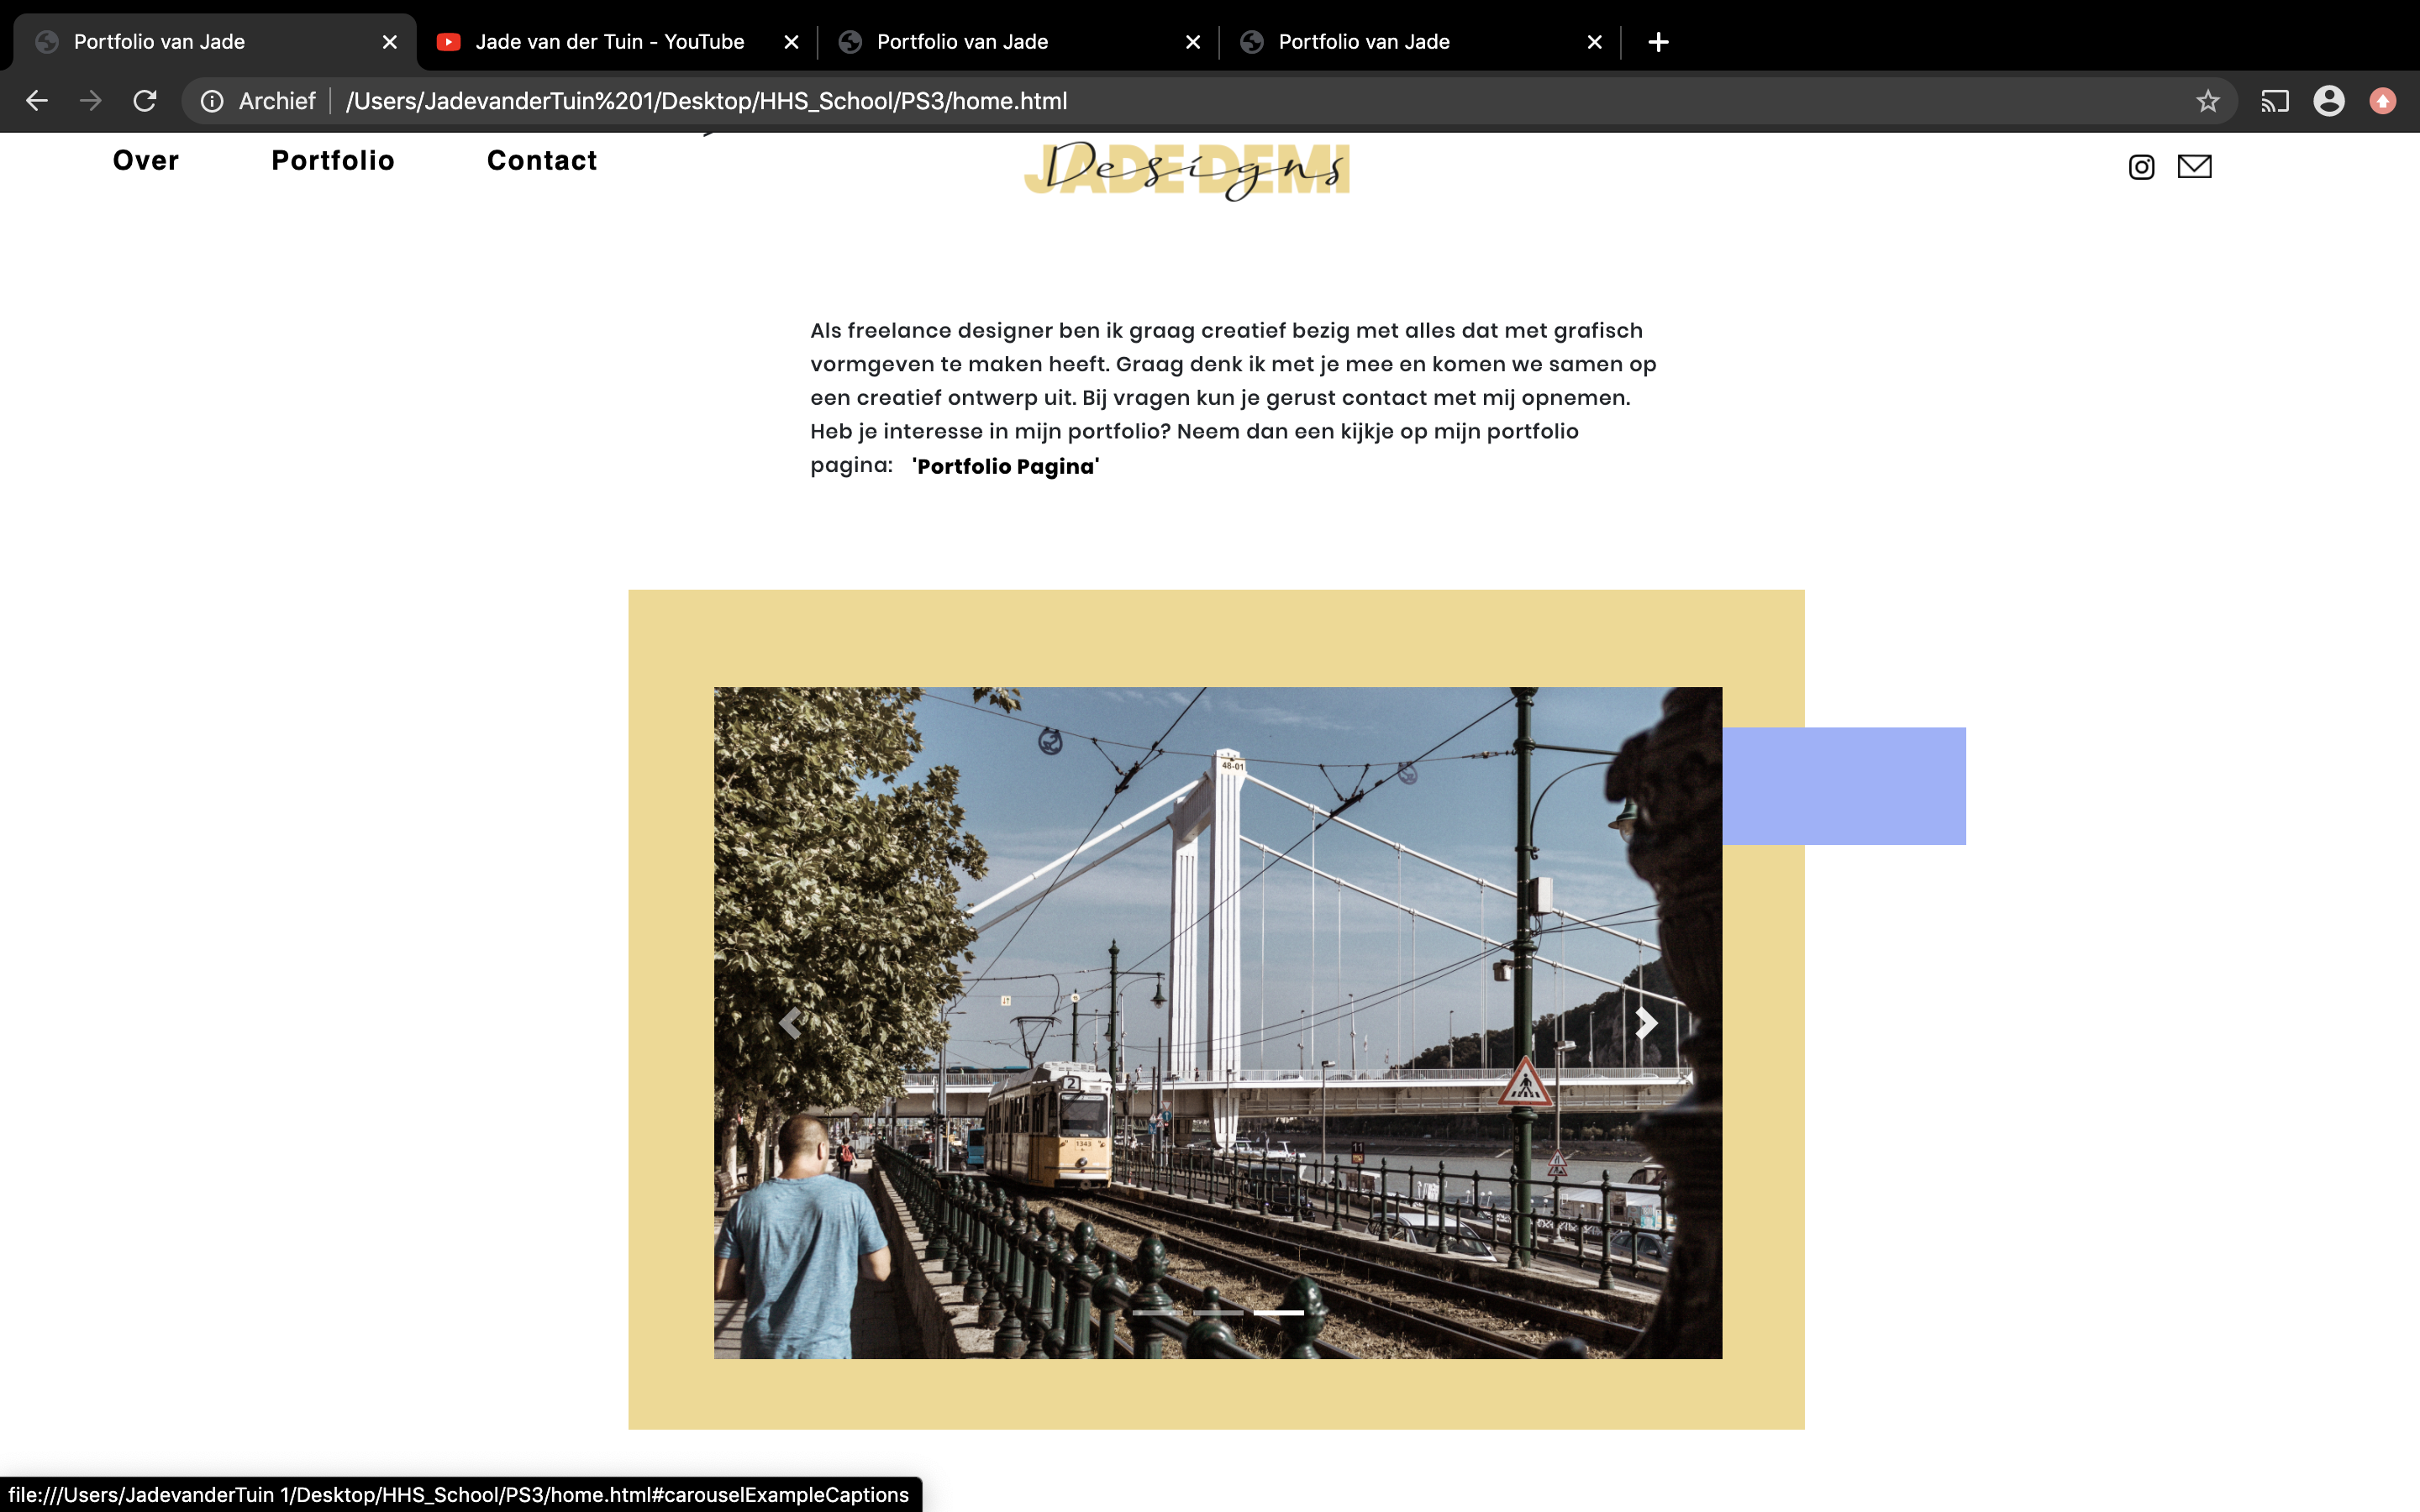 Portfolio van Jade
Jade van der Tuin - YouTube
Portfolio van Jade
Portfolio van Jade
Archief
/Users/JadevanderTuin%201/Desktop/HHS_School/PS3/home.html
Over
Portfolio
Contact
JADE DEMI
Designs
Als freelance designer ben ik graag creatief bezig met alles dat met grafisch
vormgeven te maken heeft. Graag denk ik met je mee en komen we samen op
een creatief ontwerp uit. Bij vragen kun je gerust contact met mij opnemen.
Heb je interesse in mijn portfolio? Neem dan een kijkje op mijn portfolio
pagina: 'Portfolio Pagina'
48-01
2
1343
11
file:///Users/JadevanderTuin 1/Desktop/HHS_School/PS3/home.html#carouselExampleCaptions